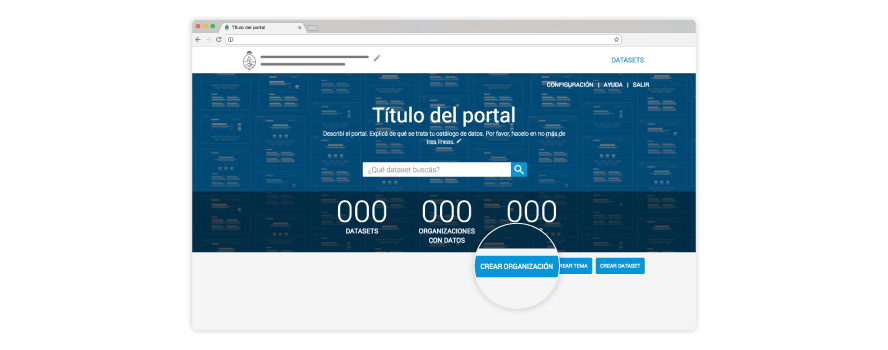 Título del portal
DATASETS
CONFIGURACIÓN | AYUDA | SALIR
Título del portal
Describí el portal. Explicá de qué se trata tu catálogo de datos. Por favor, hacelo en no más de
tres líneas.
¿Qué dataset buscás?
000 000 000
DATASETS ORGANIZACIONES
CON DATOS
CREAR ORGANIZACIÓN REAR TEMA CREAR DATASET